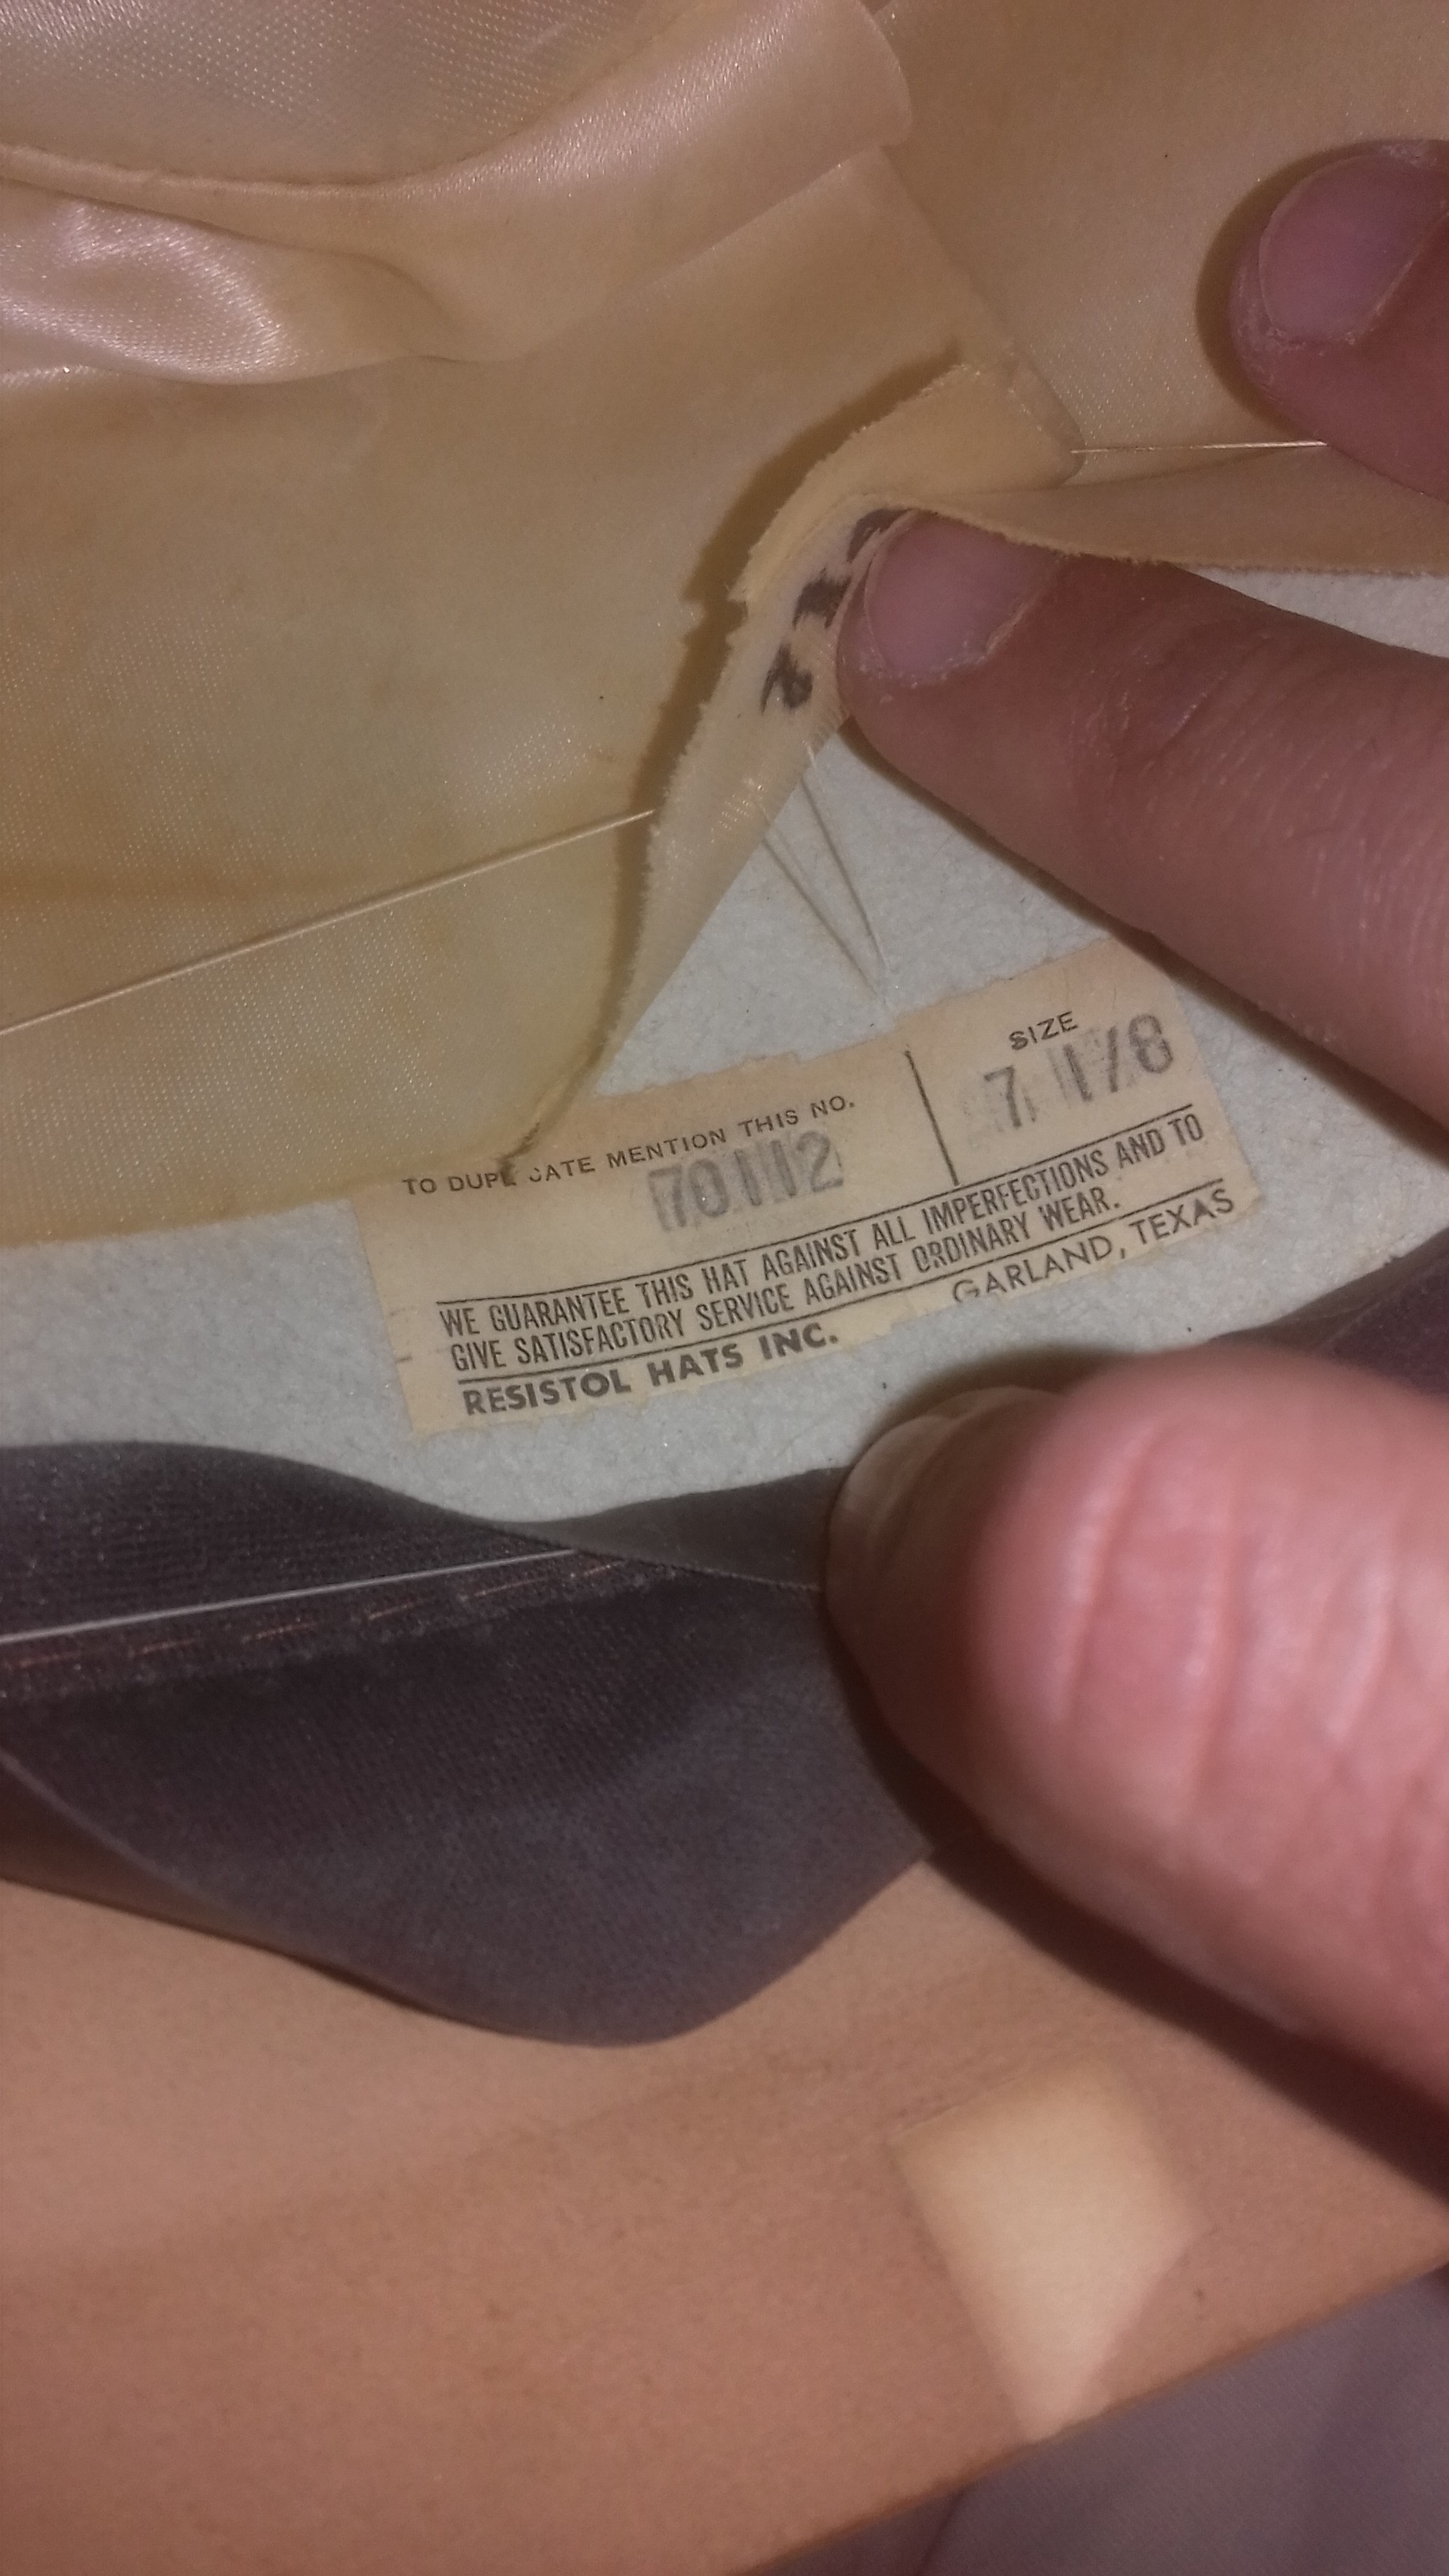 TO DUPLICATE MENTION THIS NO.
70112
SIZE
7 1/8
WE GUARANTEE THIS HAT AGAINST ALL IMPERFECTIONS AND TO
GIVE SATISFACTORY SERVICE AGAINST ORDINARY WEAR.
RESISTOL HATS INC. GARLAND, TEXAS